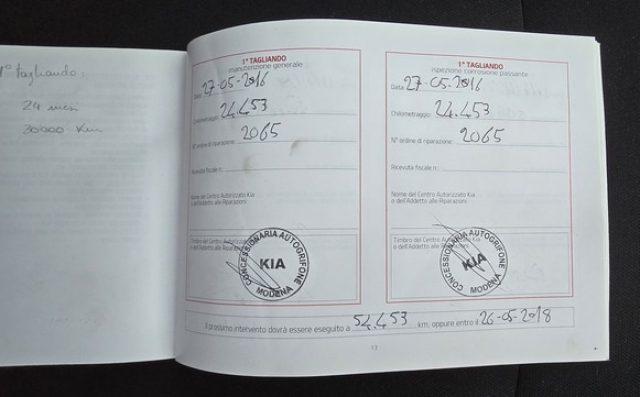 1° tagliando:
24 mesi
30000 Km
1° TAGLIANDO
manutenzione generale
Data: 27-05-2016
Chilometraggio: 24.453
N° ordine di riparazione: 2065
Ricevuta fiscale n.:
Nome del Centro Autorizzato Kia
o dell'Addetto alle Riparazioni
Timbro del Centro Autorizzato
o dell'Addetto alle
CONCESSIONARIA AUTOGRIFONE
KIA
MODENA
1° TAGLIANDO
ispezione corrosione passante
Data: 27-05-2016
Chilometraggio: 24.453
N° ordine di riparazione: 2065
Ricevuta fiscale n.:
Nome del Centro Autorizzato Kia
o dell'Addetto alle Riparazioni
Timbro del Centro Autorizzato Kia
o dell'Addetto alle
CONCESSIONARIA AUTOGRIFONE
KIA
MODENA
Il prossimo intervento dovrà essere eseguito a 54.453 km, oppure entro il 26-05-2018